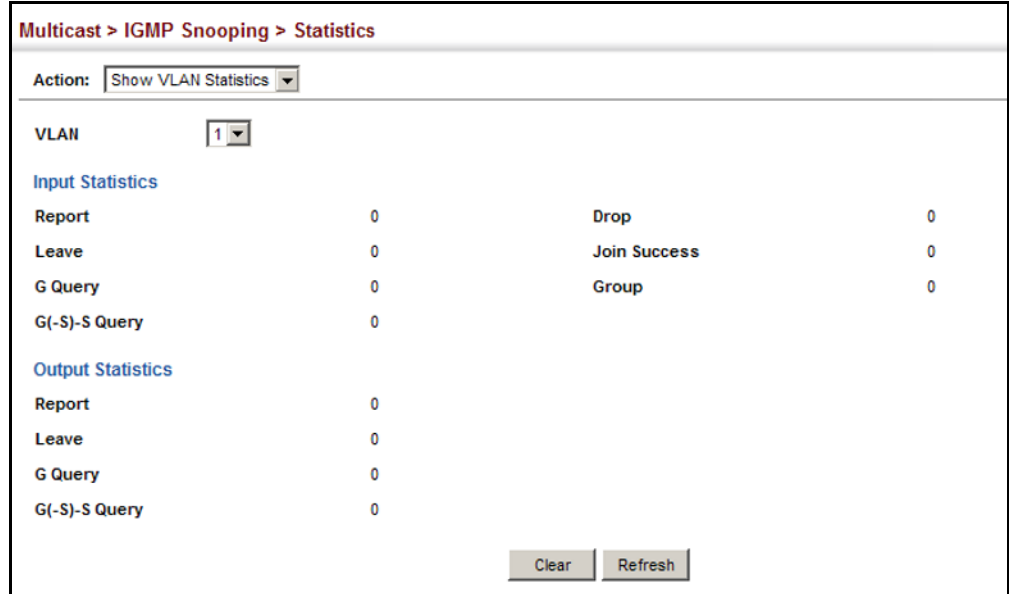 Multicast > IGMP Snooping > Statistics
Action: Show VLAN Statistics
VLAN 1
Input Statistics
Report 0 Drop 0
Leave 0 Join Success 0
G Query 0 Group 0
G(-S)-S Query 0
Output Statistics
Report 0
Leave 0
G Query 0
G(-S)-S Query 0
Clear Refresh